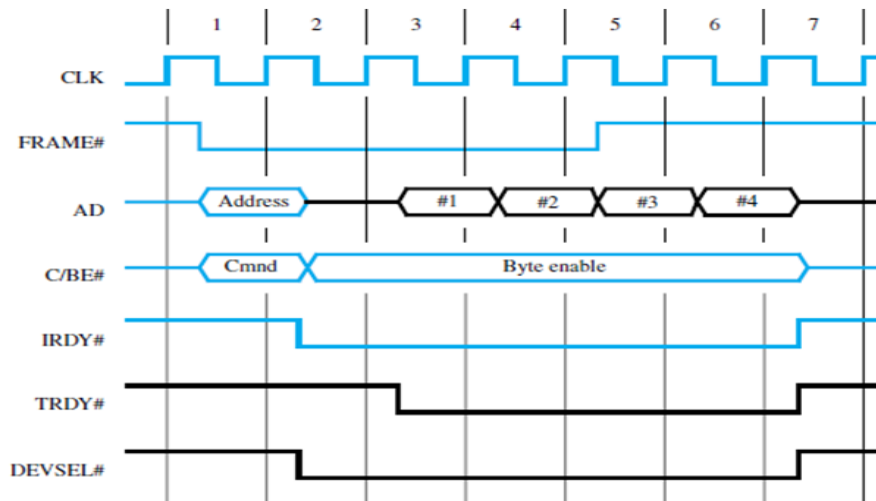 1 2 3 4 5 6 7
CLK
FRAME#
AD Address #1 #2 #3 #4
C/BE# Cmnd Byte enable
IRDY#
TRDY#
DEVSEL#